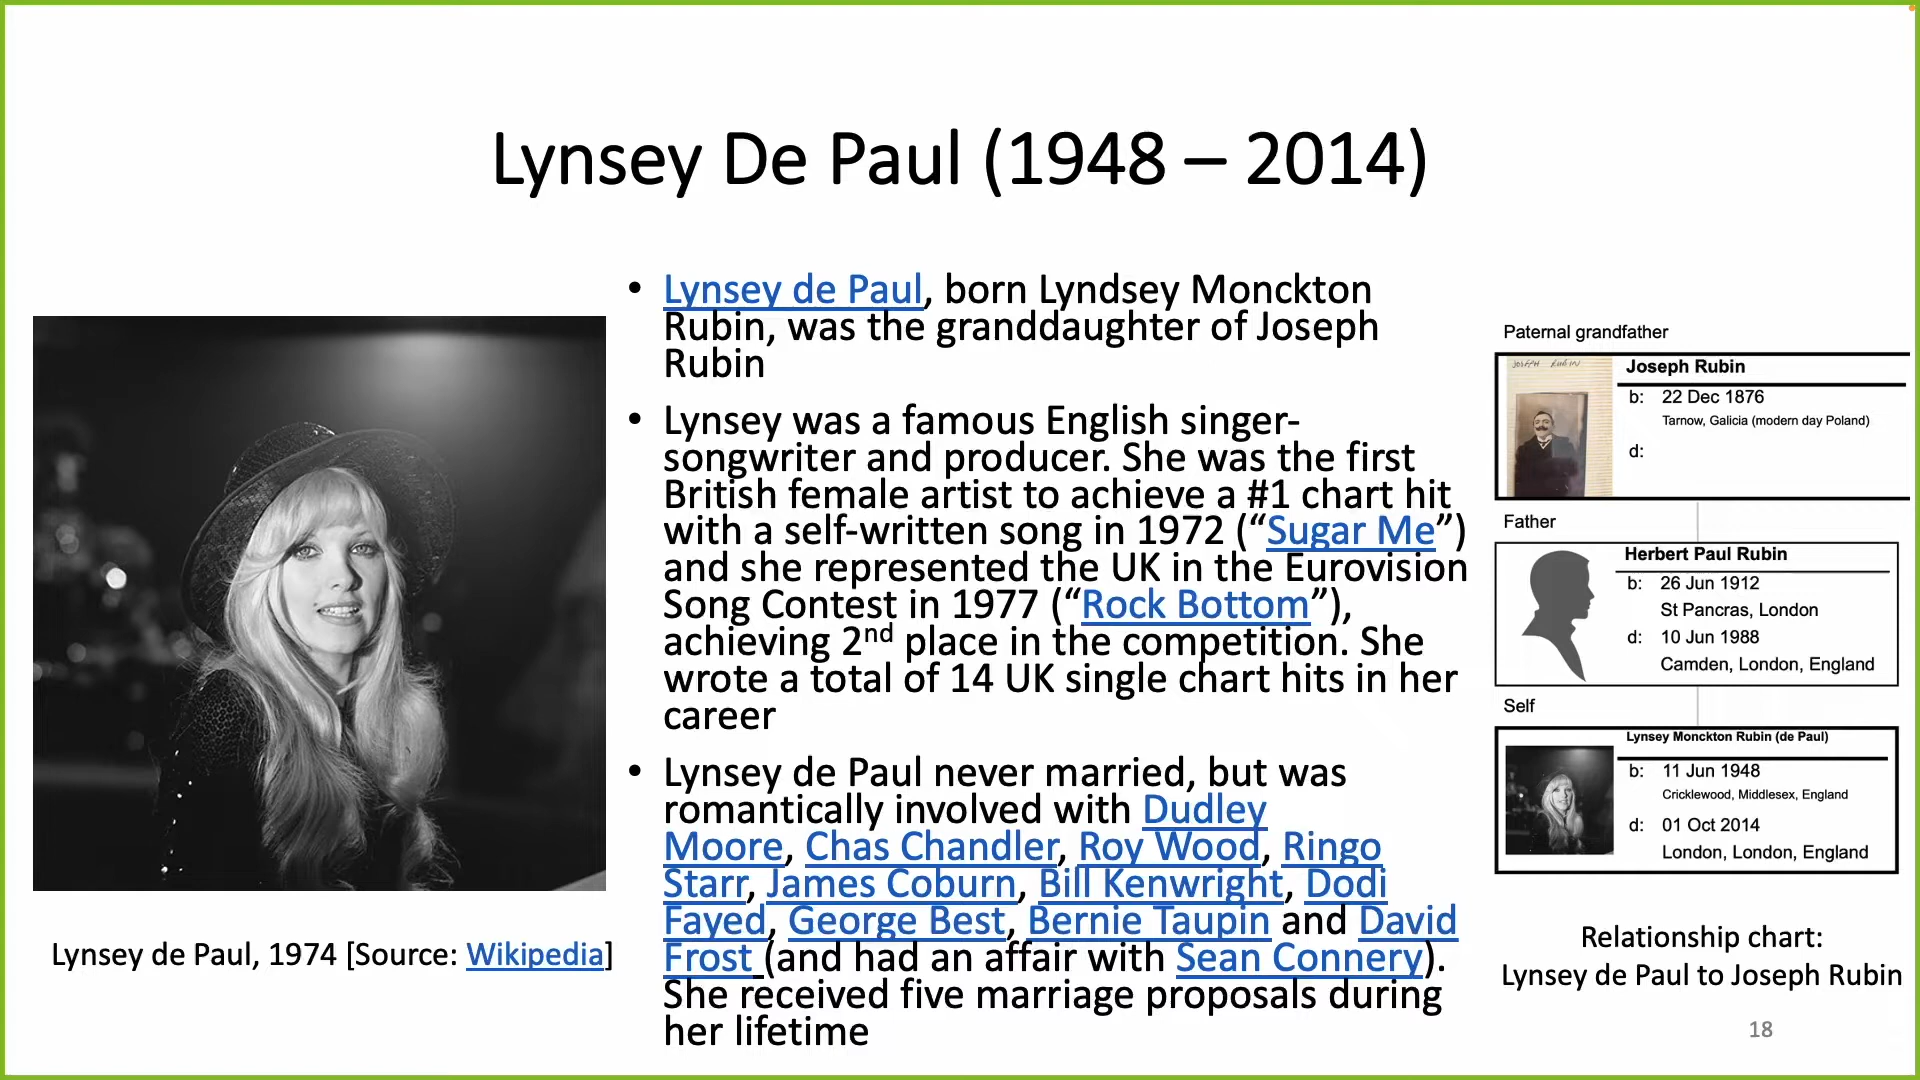 Lynsey De Paul (1948 – 2014)
• Lynsey de Paul, born Lyndsey Monckton
Rubin, was the granddaughter of Joseph
Rubin
• Lynsey was a famous English singer-
songwriter and producer. She was the first
British female artist to achieve a #1 chart hit
with a self-written song in 1972 (“Sugar Me”)
and she represented the UK in the Eurovision
Song Contest in 1977 (“Rock Bottom”),
achieving 2nd place in the competition. She
wrote a total of 14 UK single chart hits in her
career
• Lynsey de Paul never married, but was
romantically involved with Dudley
Moore, Chas Chandler, Roy Wood, Ringo
Starr, James Coburn, Bill Kenwright, Dodi
Fayed, George Best, Bernie Taupin and David
Frost (and had an affair with Sean Connery).
She received five marriage proposals during
her lifetime
Lynsey de Paul, 1974 [Source: Wikipedia]
Paternal grandfather
JOSEPH RUBIN
Joseph Rubin
b: 22 Dec 1876
Tarnow, Galicia (modern day Poland)
d:
Father
Herbert Paul Rubin
b: 26 Jun 1912
St Pancras, London
d: 10 Jun 1988
Camden, London, England
Self
Lynsey Monckton Rubin (de Paul)
b: 11 Jun 1948
Cricklewood, Middlesex, England
d: 01 Oct 2014
London, London, England
Relationship chart:
Lynsey de Paul to Joseph Rubin
18